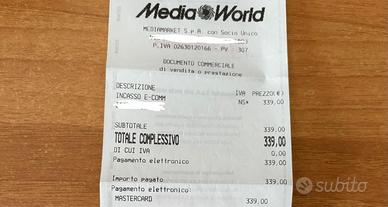 MediaWorld
MEDIAMARKET S.p.A. con Socio Unico
P.IVA 02630120166 - PV 307
DOCUMENTO COMMERCIALE
di vendita o prestazione
DESCRIZIONE IVA PREZZO(€)
INCASSO E-COMM NS* 339,00
SUBTOTALE 339,00
TOTALE COMPLESSIVO 339,00
DI CUI IVA 0,00
Pagamento elettronico 339,00
Importo pagato 339,00
Pagamento elettronico
MASTERCARD 339,00
subito